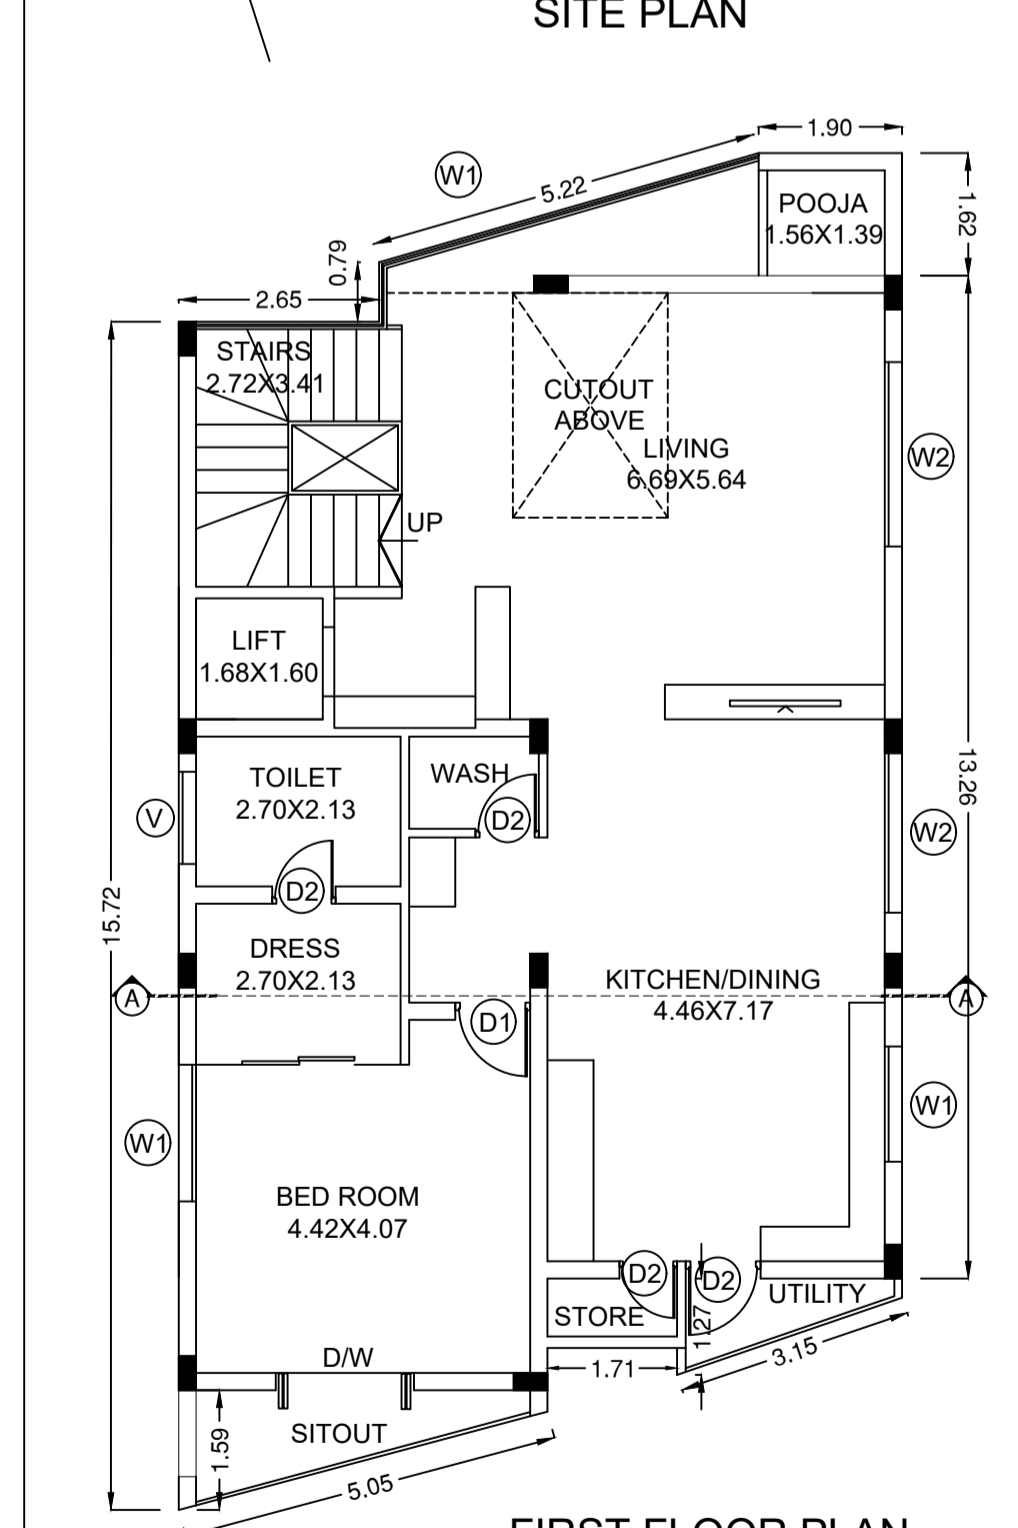 SITE PLAN
1.90
W1
5.22
POOJA
1.56X1.39
1.62
0.79
2.65
STAIRS
2.72X3.41
CUTOUT
ABOVE
LIVING
6.69X5.64
W2
UP
LIFT
1.68X1.60
TOILET
2.70X2.13
WASH
D2
V
W2
13.26
D2
15.72
DRESS
2.70X2.13
KITCHEN/DINING
4.46X7.17
A
A
D1
W1
W1
BED ROOM
4.42X4.07
D2
D2
UTILITY
STORE
1.27
3.15
D/W
1.71
SITOUT
1.59
5.05
FIRST FLOOR PLAN